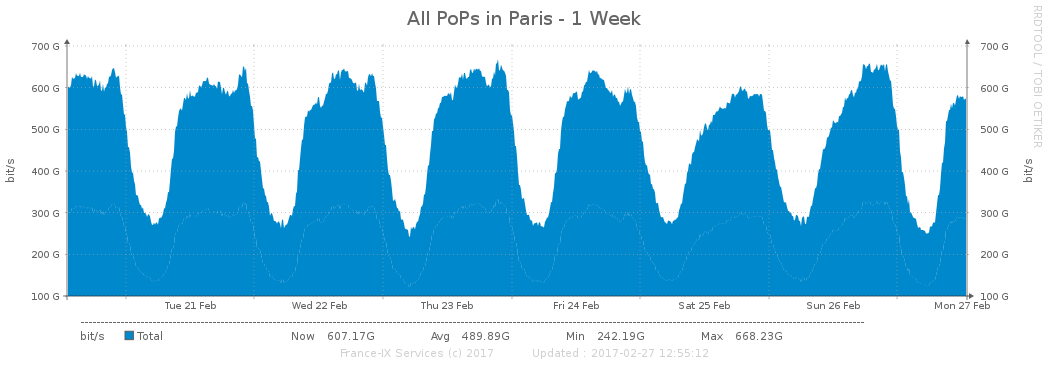 All PoPs in Paris - 1 Week
RRDTOOL / TOBI OETIKER
bit/s
700 G
600 G
500 G
400 G
300 G
200 G
100 G
700 G
600 G
500 G
400 G
300 G
200 G
100 G
bit/s
Tue 21 Feb Wed 22 Feb Thu 23 Feb Fri 24 Feb Sat 25 Feb Sun 26 Feb Mon 27 Feb
bit/s Total Now 607.17G Avg 489.89G Min 242.19G Max 668.23G
France-IX Services (c) 2017 Updated : 2017-02-27 12:55:12